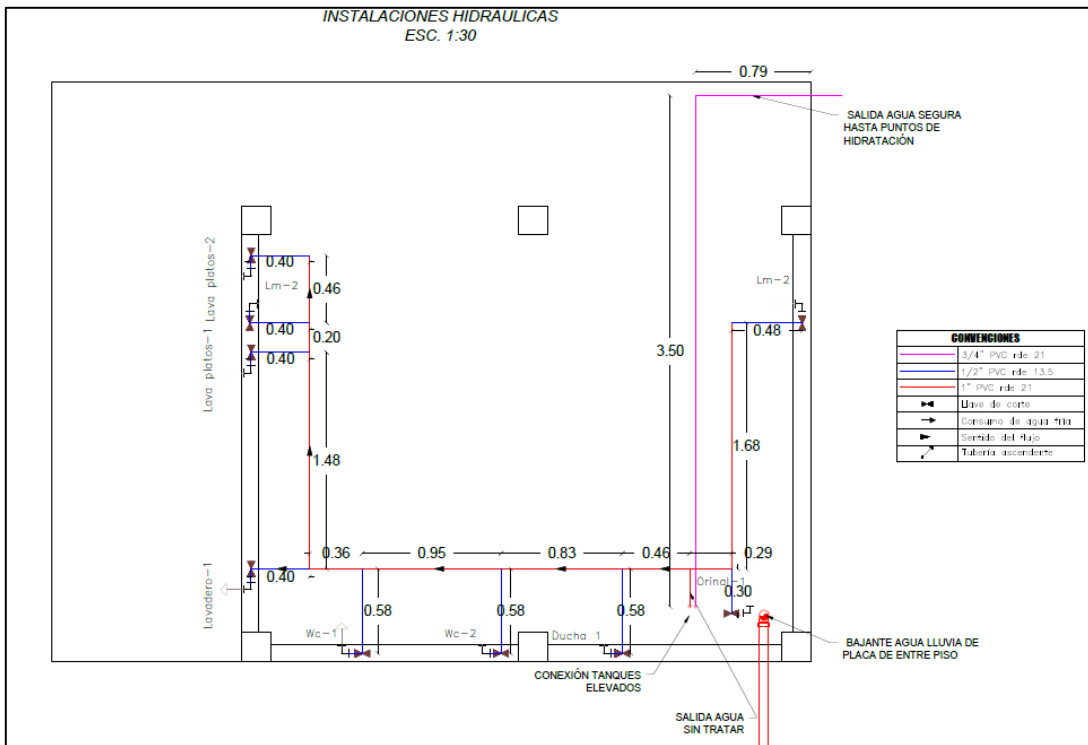 INSTALACIONES HIDRAULICAS
ESC. 1:30
0.79
SALIDA AGUA SEGURA
HASTA PUNTOS DE
HIDRATACIÓN
Lava platos-2
0.40
Lm-2
0.46
Lm-2
0.40
0.20
0.48
Lava platos-1
0.40
3.50
CONVENCIONES
3/4" PVC rde 21
1/2" PVC rde 13.5
1" PVC rde 21
Llave de corte
Consumo de agua fria
Sentido del flujo
Tubería ascendente
1.48
1.68
0.36
0.95
0.83
0.46
0.29
Lavadero-1
0.40
Orinal-1
0.30
0.58
0.58
0.58
Wc-1
Wc-2
Ducha 1
BAJANTE AGUA LLUVIA DE
PLACA DE ENTRE PISO
CONEXIÓN TANQUES
ELEVADOS
SALIDA AGUA
SIN TRATAR